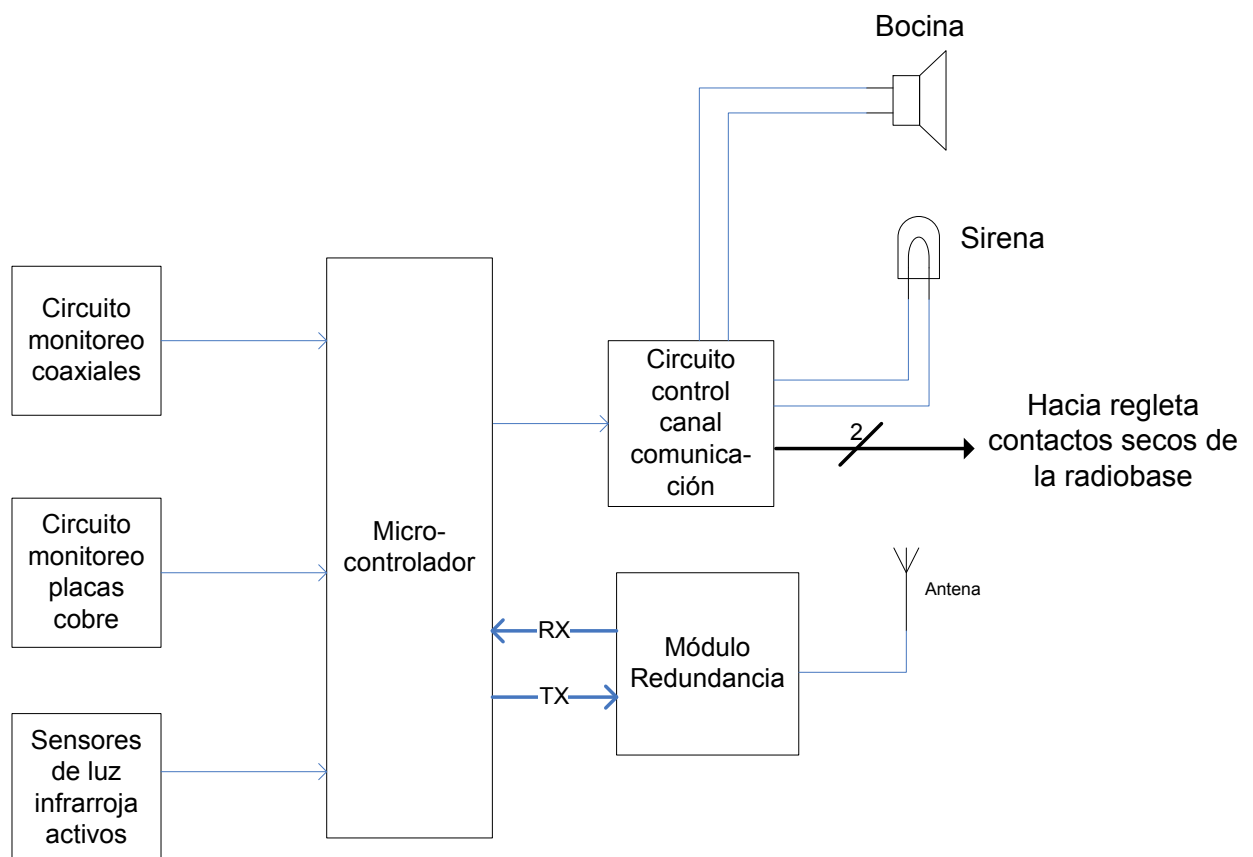 Bocina
Sirena
Circuito
monitoreo
coaxiales
Circuito
control
canal
comunica-
ción
2
Hacia regleta
contactos secos de
la radiobase
Circuito
monitoreo
placas
cobre
Micro-
controlador
RX
TX
Módulo
Redundancia
Antena
Sensores
de luz
infrarroja
activos